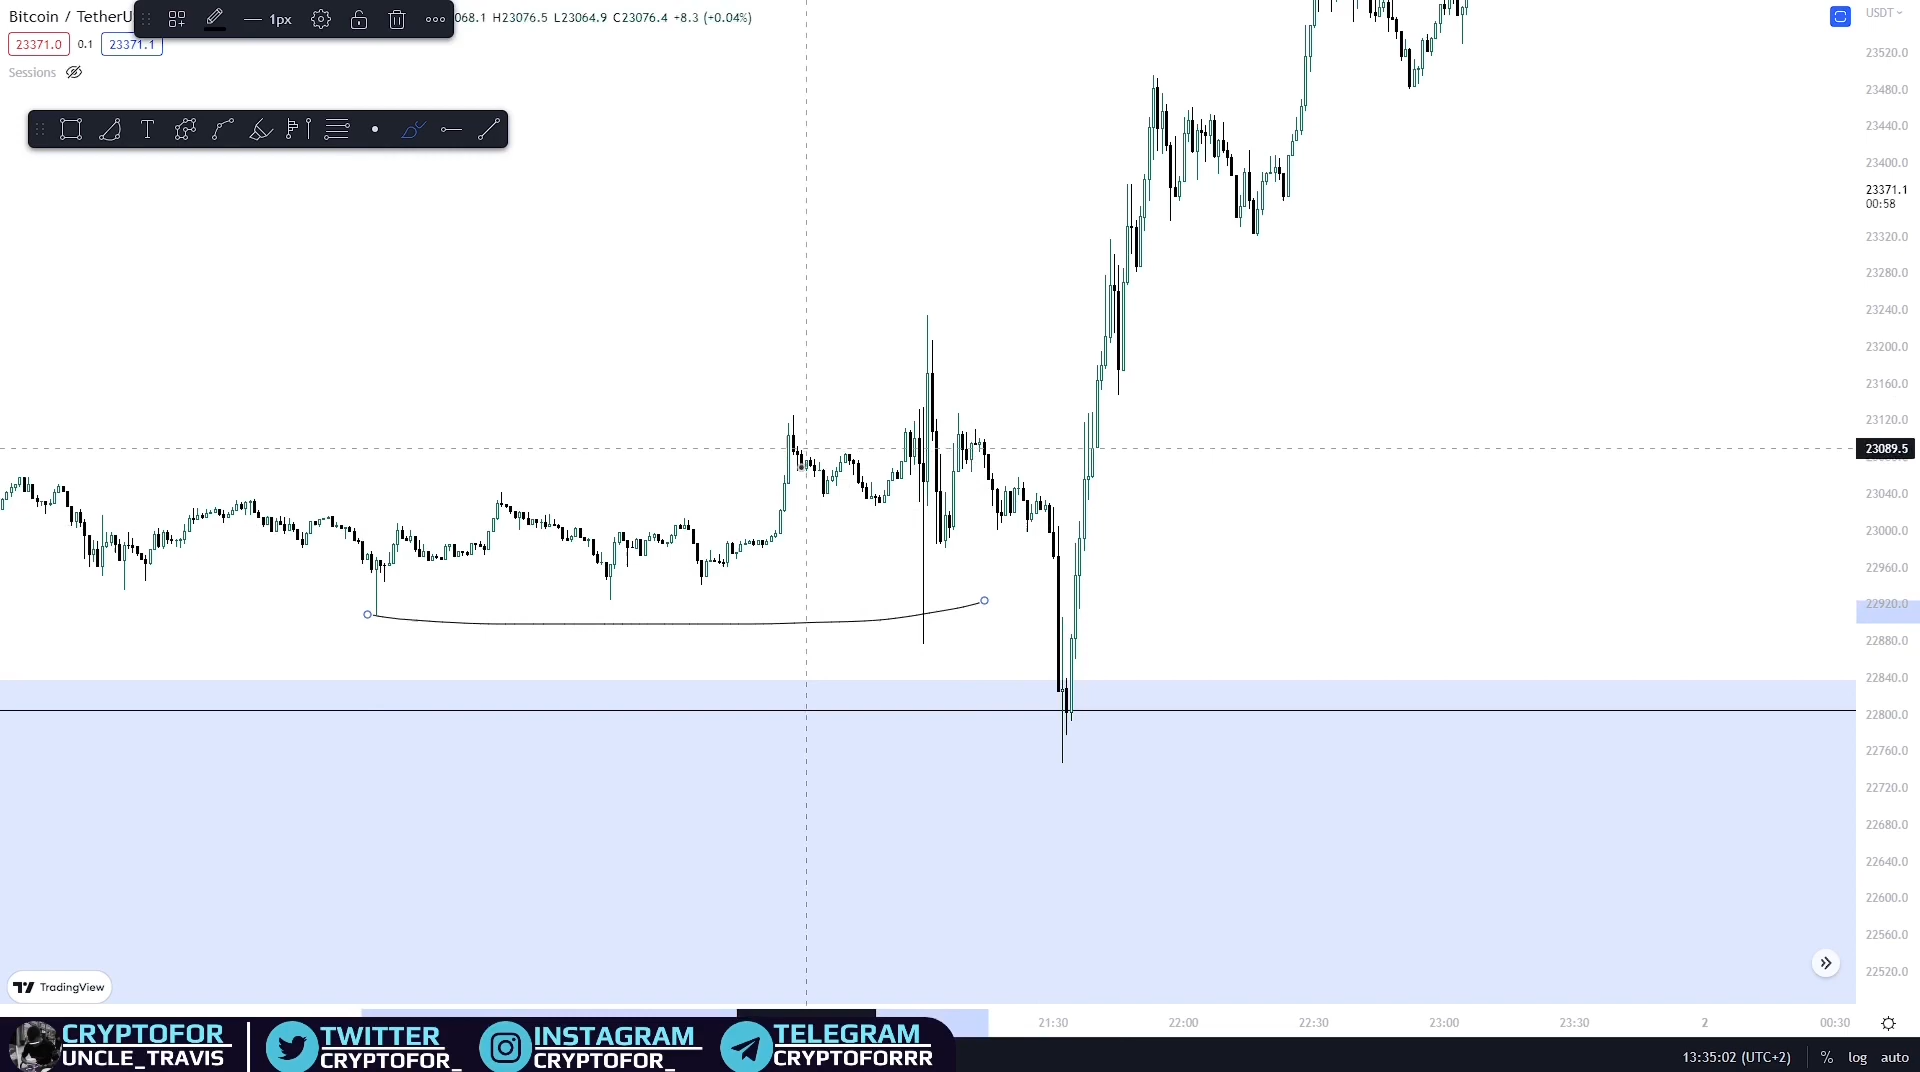 Bitcoin / TetherU
1px
068.1 H23076.5 L23064.9 C23076.4 +8.3 (+0.04%)
23371.0 0.1 23371.1
Sessions
T
USDT
23520.0
23480.0
23440.0
23400.0
23371.1
00:58
23320.0
23280.0
23240.0
23200.0
23160.0
23120.0
23089.5
23040.0
23000.0
22960.0
22920.0
22880.0
22840.0
22800.0
22760.0
22720.0
22680.0
22640.0
22600.0
22560.0
22520.0
TradingView
21:30 22:00 22:30 23:00 23:30 2 00:30
CRYPTOFOR
UNCLE_TRAVIS
TWITTER
CRYPTOFOR_
INSTAGRAM
CRYPTOFOR_
TELEGRAM
CRYPTOFORRR
13:35:02 (UTC+2) % log auto